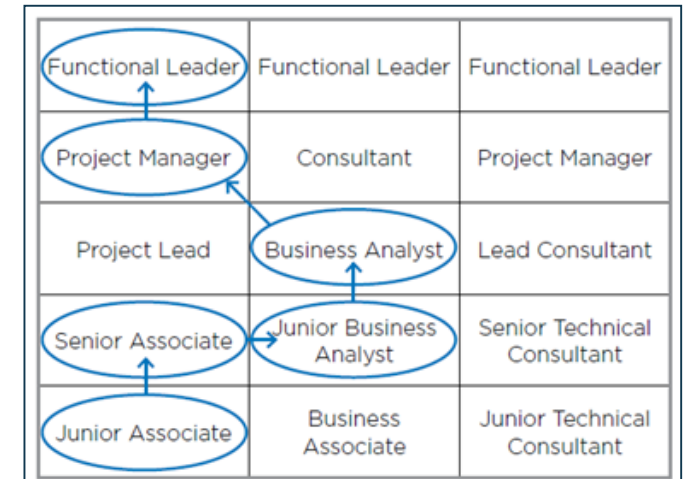 Functional Leader
Functional Leader
Functional Leader
Project Manager
Consultant
Project Manager
Project Lead
Business Analyst
Lead Consultant
Senior Associate
Junior Business
Analyst
Senior Technical
Consultant
Junior Associate
Business
Associate
Junior Technical
Consultant